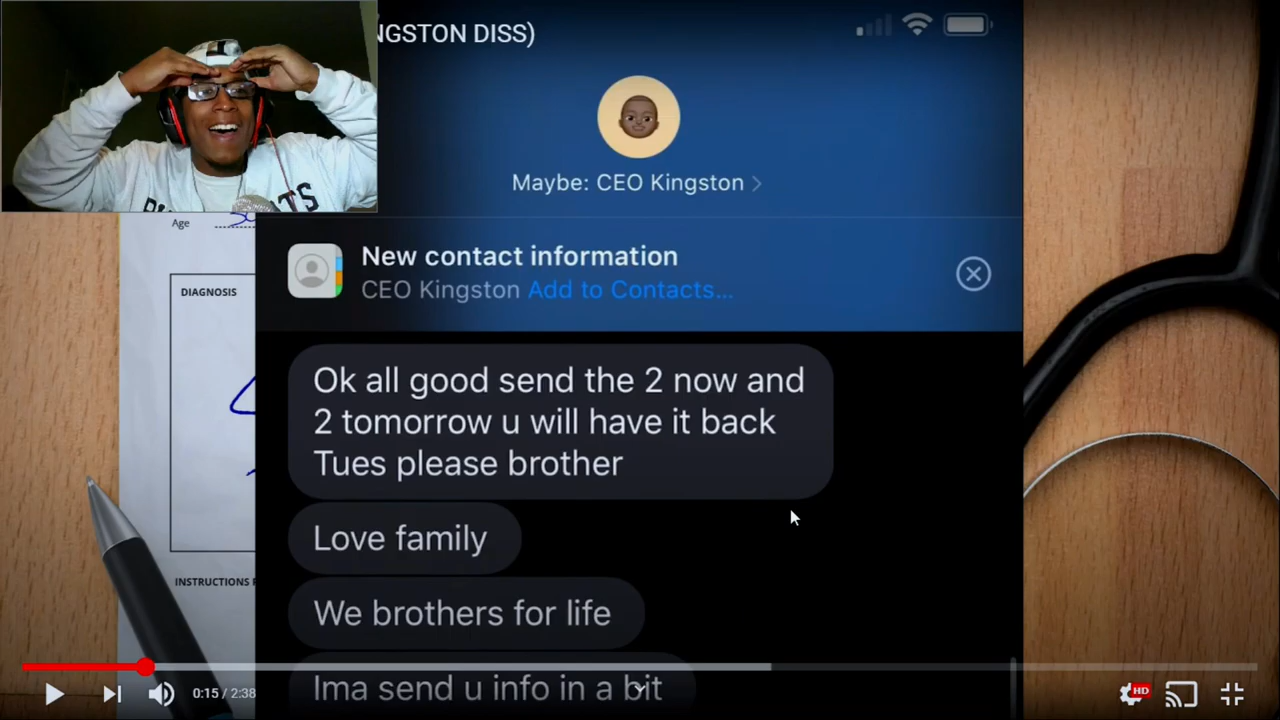 NGSTON DISS)
Maybe: CEO Kingston
New contact information
CEO Kingston Add to Contacts...
Ok all good send the 2 now and
2 tomorrow u will have it back
Tues please brother
Love family
We brothers for life
Ima send u info in a bit
Age
DIAGNOSIS
INSTRUCTIONS
0:15 / 2:38
HD